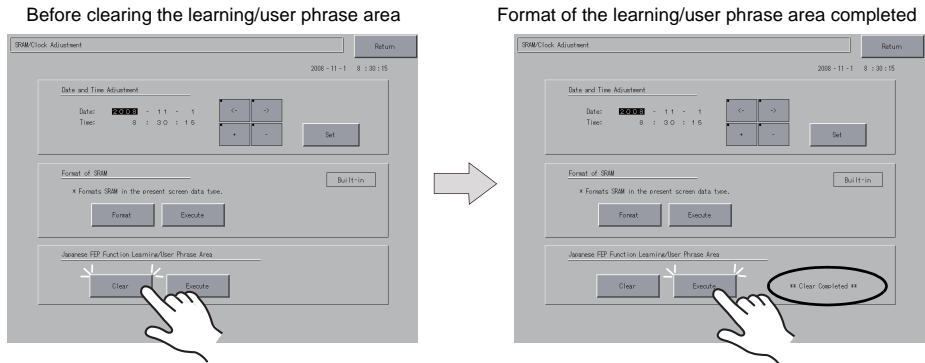 Before clearing the learning/user phrase area
SRAM/Clock Adjustment
Return
2008 - 11 - 1 8 : 30 : 15
Date and Time Adjustment
Date: 2008 - 11 - 1
Time: 8 : 30 : 15
<- ->
+ -
Set
Format of SRAM
Built-in
* Formats SRAM in the present screen data type.
Format Execute
Japanese FEP Function Learning/User Phrase Area
Clear Execute
Format of the learning/user phrase area completed
SRAM/Clock Adjustment
Return
2008 - 11 - 1 8 : 30 : 15
Date and Time Adjustment
Date: 2008 - 11 - 1
Time: 8 : 30 : 15
<- ->
+ -
Set
Format of SRAM
Built-in
* Formats SRAM in the present screen data type.
Format Execute
Japanese FEP Function Learning/User Phrase Area
Clear Execute ** Clear Completed **